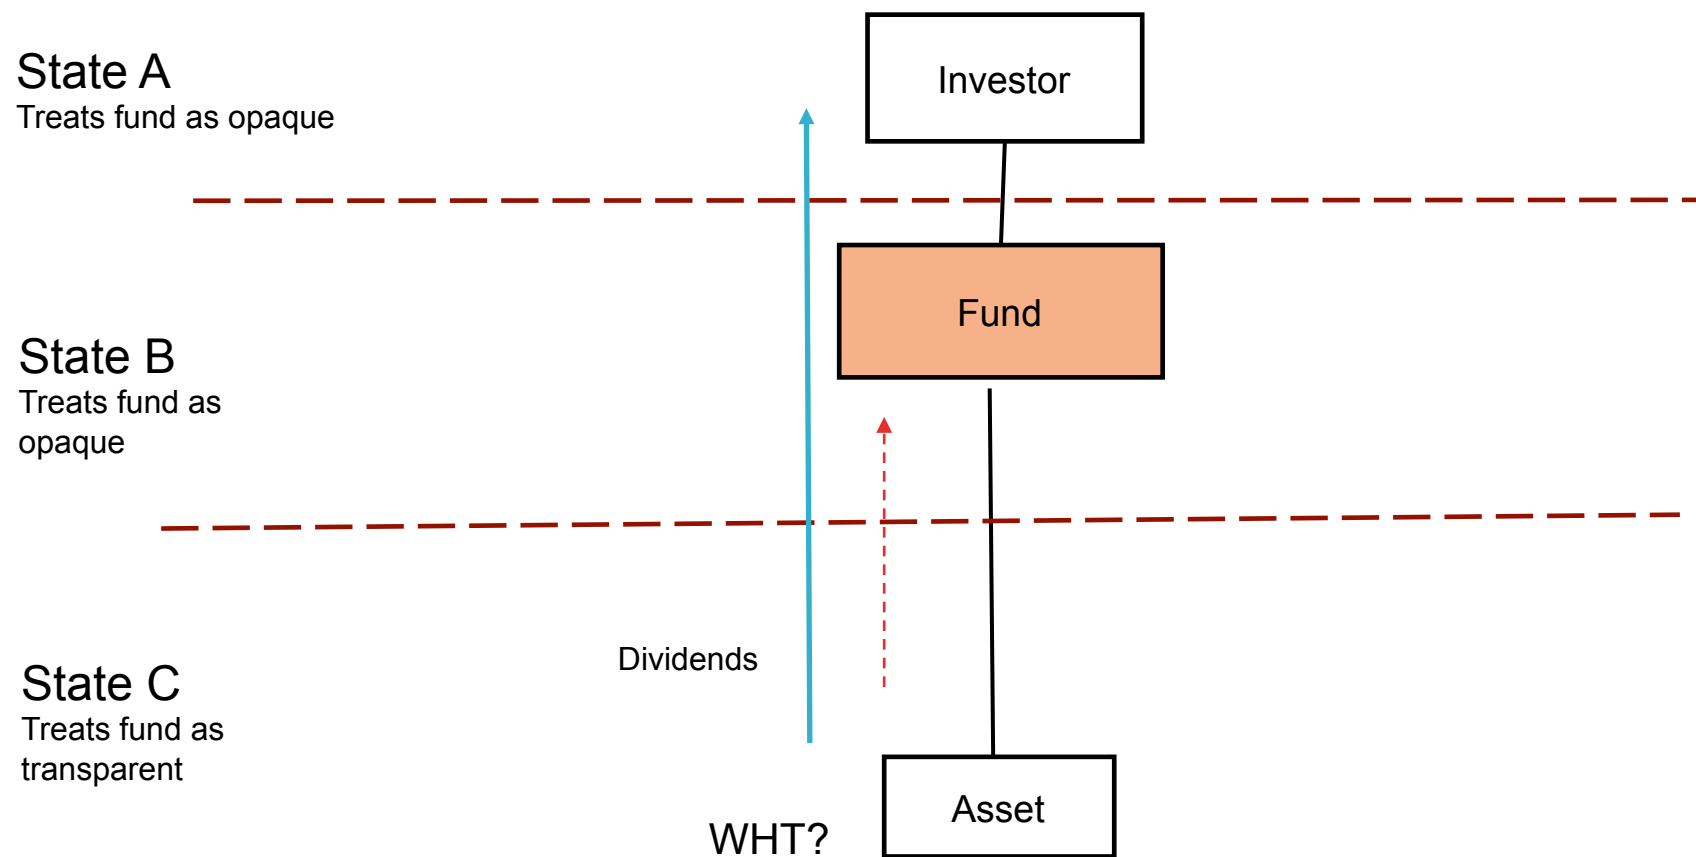 State A
Treats fund as opaque
Investor
Fund
State B
Treats fund as
opaque
Dividends
State C
Treats fund as
transparent
Asset
WHT?